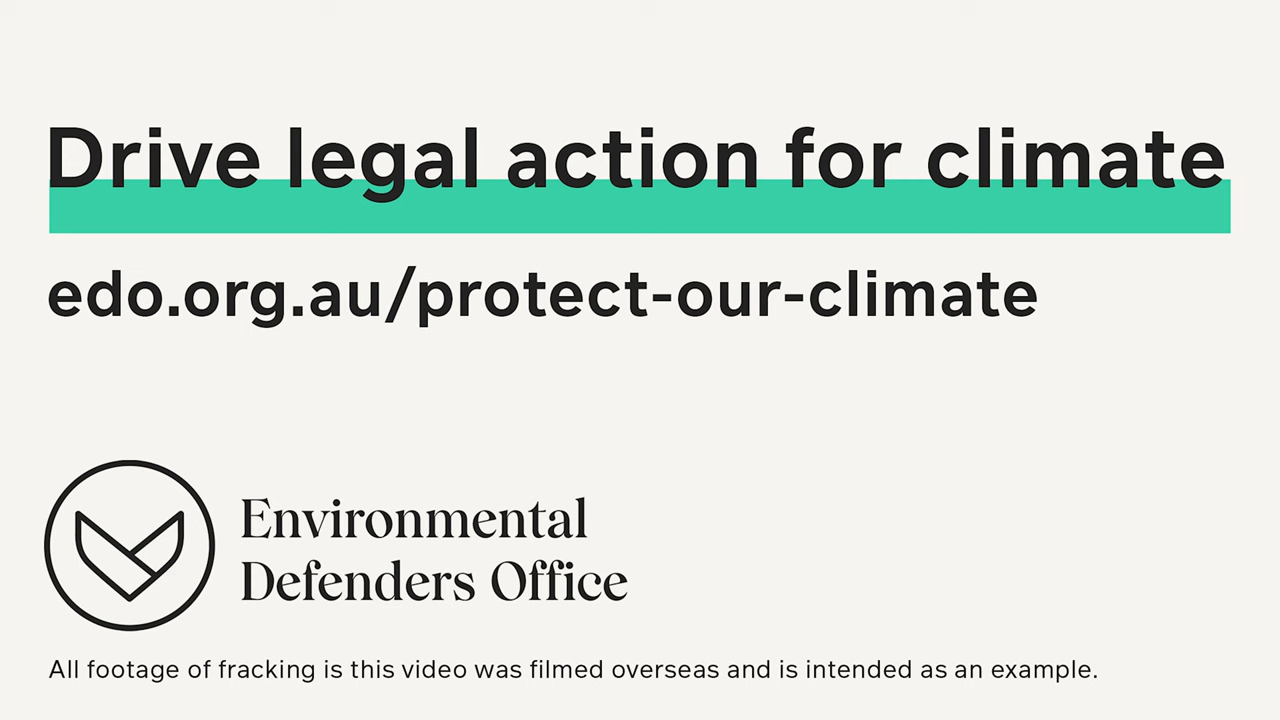 Drive legal action for climate
edo.org.au/protect-our-climate
Environmental
Defenders Office
All footage of fracking is this video was filmed overseas and is intended as an example.